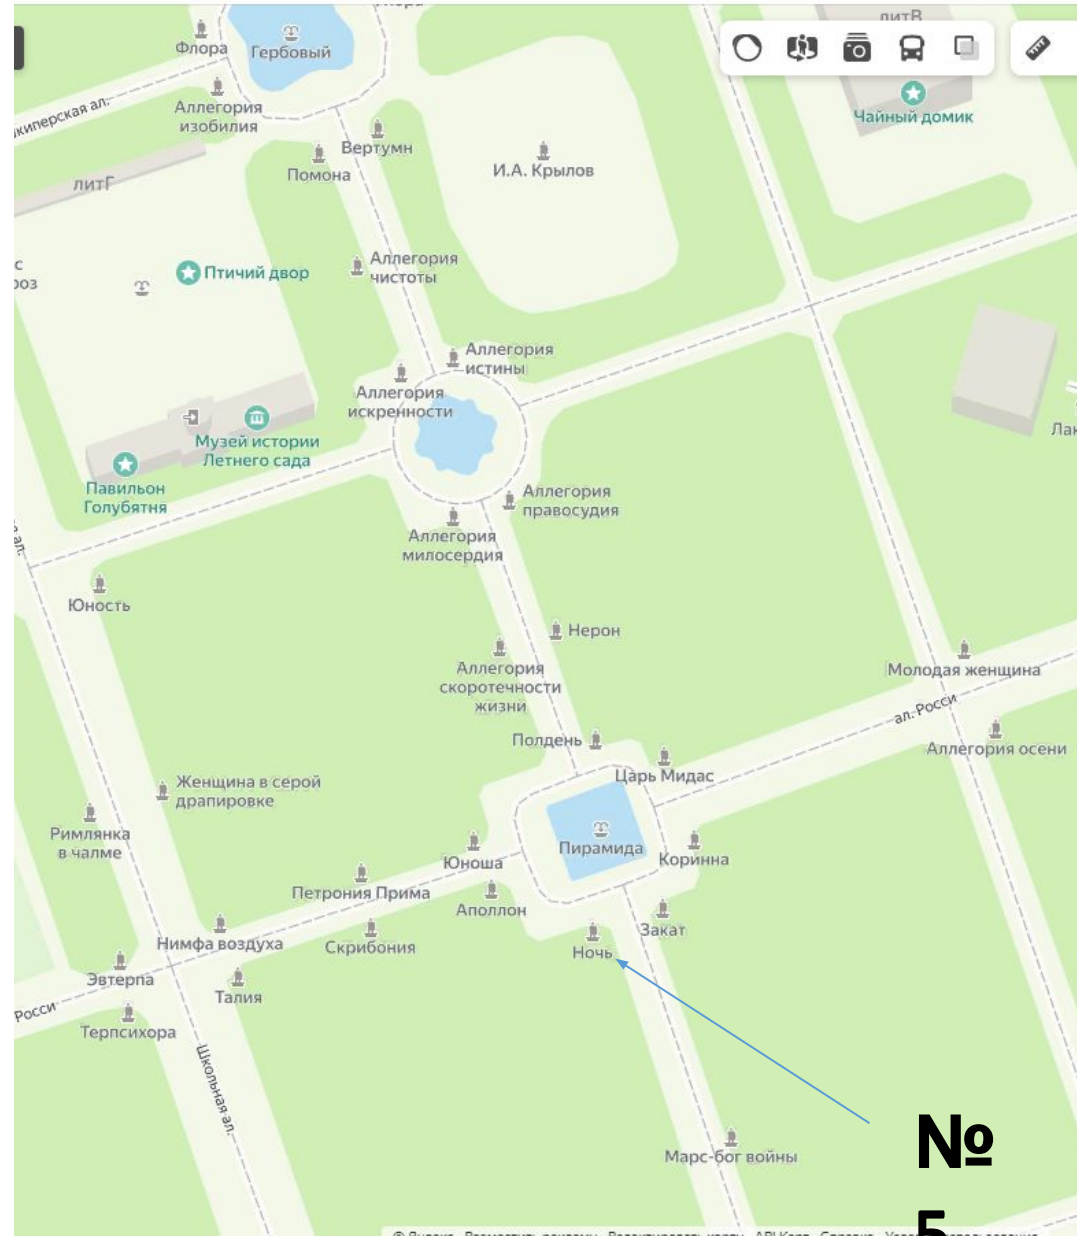 литВ
Флора
Гербовый
Аллегория
изобилия
Чайный домик
Вертумн
Помона
И.А. Крылов
литГ
Аллегория
чистоты
Птичий двор
Аллегория
истины
Аллегория
искренности
Музей истории
Летнего сада
Павильон
Голубятня
Аллегория
правосудия
Аллегория
милосердия
Юность
Нерон
Аллегория
скоротечности
жизни
Молодая женщина
ал. Росси
Полдень
Аллегория осени
Царь Мидас
Женщина в серой
драпировке
Римлянка
в чалме
Пирамида
Юноша
Коринна
Петрония Прима
Аполлон
Закат
Нимфа воздуха
Скрибония
Ночь
Эвтерпа
Талия
Росси
Терпсихора
Школьная ал.
Марс-бог войны
№
5